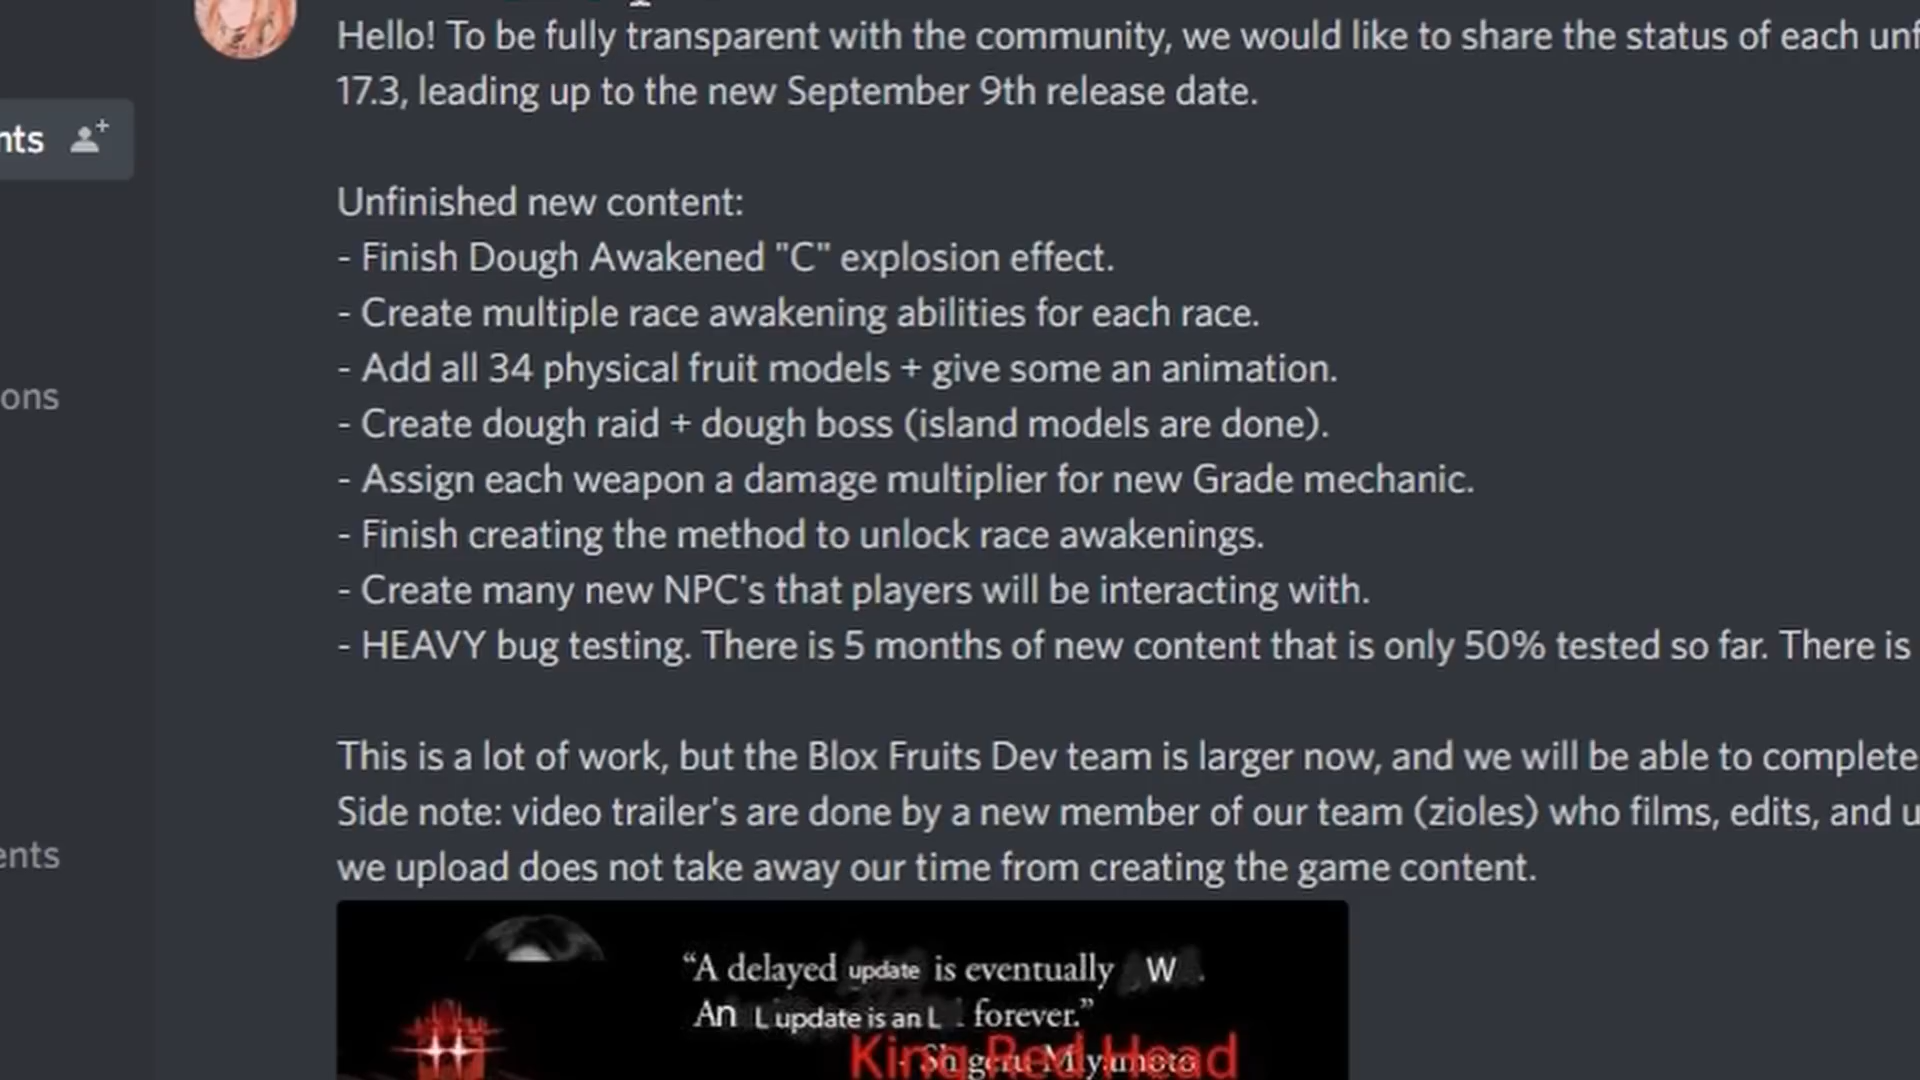 Hello! To be fully transparent with the community, we would like to share the status of each unf
17.3, leading up to the new September 9th release date.
nts
Unfinished new content:
- Finish Dough Awakened "C" explosion effect.
- Create multiple race awakening abilities for each race.
- Add all 34 physical fruit models + give some an animation.
ons
- Create dough raid + dough boss (island models are done).
- Assign each weapon a damage multiplier for new Grade mechanic.
- Finish creating the method to unlock race awakenings.
- Create many new NPC's that players will be interacting with.
- HEAVY bug testing. There is 5 months of new content that is only 50% tested so far. There is
This is a lot of work, but the Blox Fruits Dev team is larger now, and we will be able to complete
Side note: video trailer's are done by a new member of our team (zioles) who films, edits, and u
ents
we upload does not take away our time from creating the game content.
“A delayed update is eventually W .
An L update is an L forever.”
- Shigeru Miyamoto
King Red Head